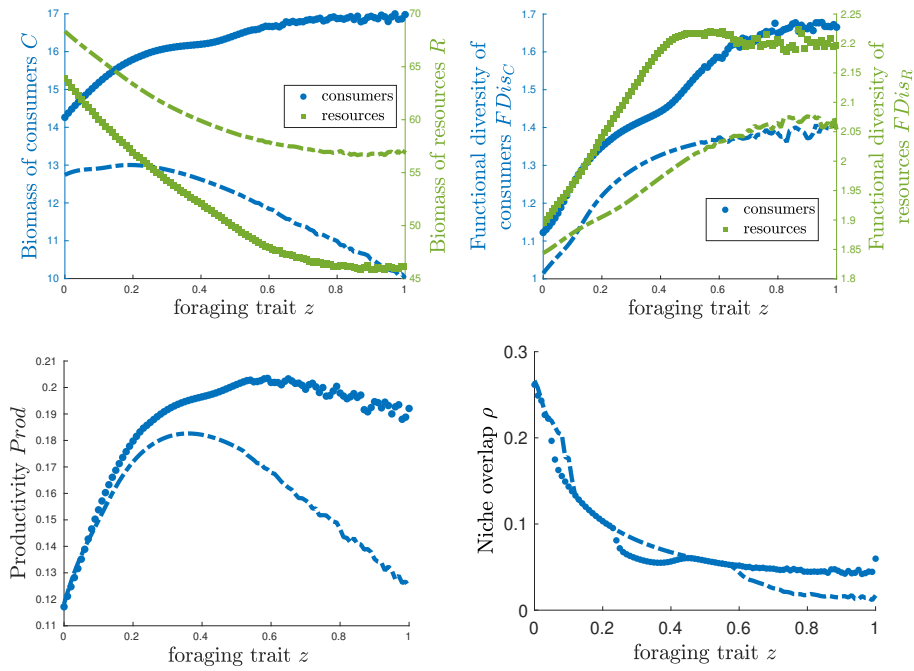 17
16
15
14
13
12
11
10
Biomass of consumers C
70
65
60
55
50
45
Biomass of resources R
consumers
resources
0 0.2 0.4 0.6 0.8 1
foraging trait z
1.7
1.6
1.5
1.4
1.3
1.2
1.1
1
Functional diversity of
consumers FDis_C
2.25
2.2
2.15
2.1
2.05
2
1.95
1.9
1.85
1.8
Functional diversity of
resources FDis_R
consumers
resources
0 0.2 0.4 0.6 0.8 1
foraging trait z
0.21
0.2
0.19
0.18
0.17
0.16
0.15
0.14
0.13
0.12
0.11
Productivity Prod
0 0.2 0.4 0.6 0.8 1
foraging trait z
0.3
0.2
0.1
0
Niche overlap ρ
0 0.2 0.4 0.6 0.8 1
foraging trait z